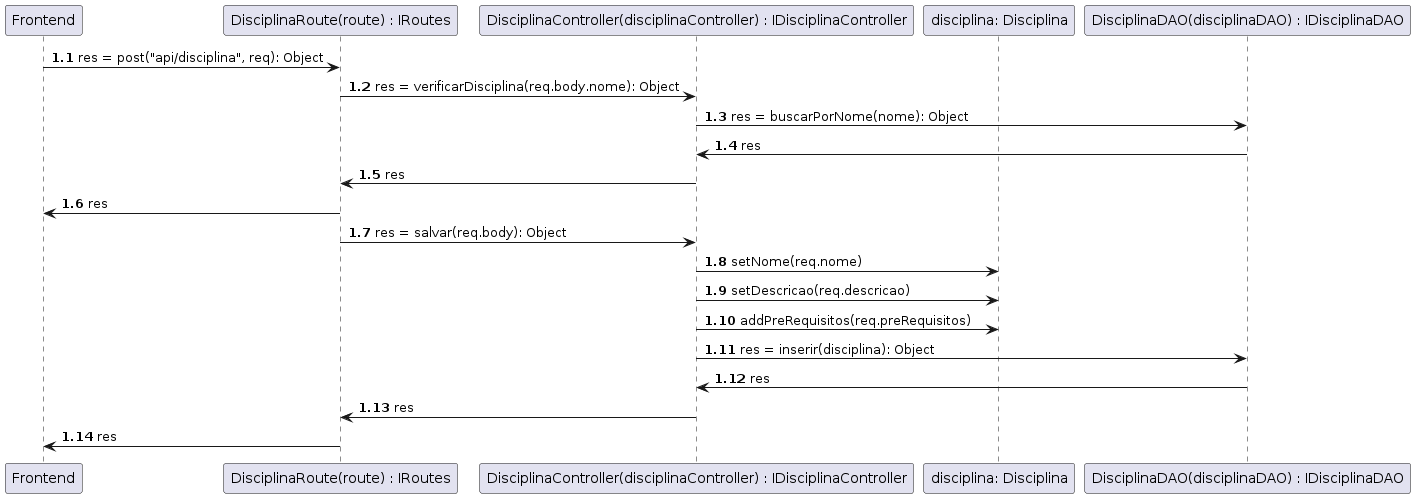 Frontend
DisciplinaRoute(route) : IRoutes
DisciplinaController(disciplinaController) : IDisciplinaController
disciplina: Disciplina
DisciplinaDAO(disciplinaDAO) : IDisciplinaDAO
1.1 res = post("api/disciplina", req): Object
1.2 res = verificarDisciplina(req.body.nome): Object
1.3 res = buscarPorNome(nome): Object
1.4 res
1.5 res
1.6 res
1.7 res = salvar(req.body): Object
1.8 setNome(req.nome)
1.9 setDescricao(req.descricao)
1.10 addPreRequisitos(req.preRequisitos)
1.11 res = inserir(disciplina): Object
1.12 res
1.13 res
1.14 res
Frontend
DisciplinaRoute(route) : IRoutes
DisciplinaController(disciplinaController) : IDisciplinaController
disciplina: Disciplina
DisciplinaDAO(disciplinaDAO) : IDisciplinaDAO